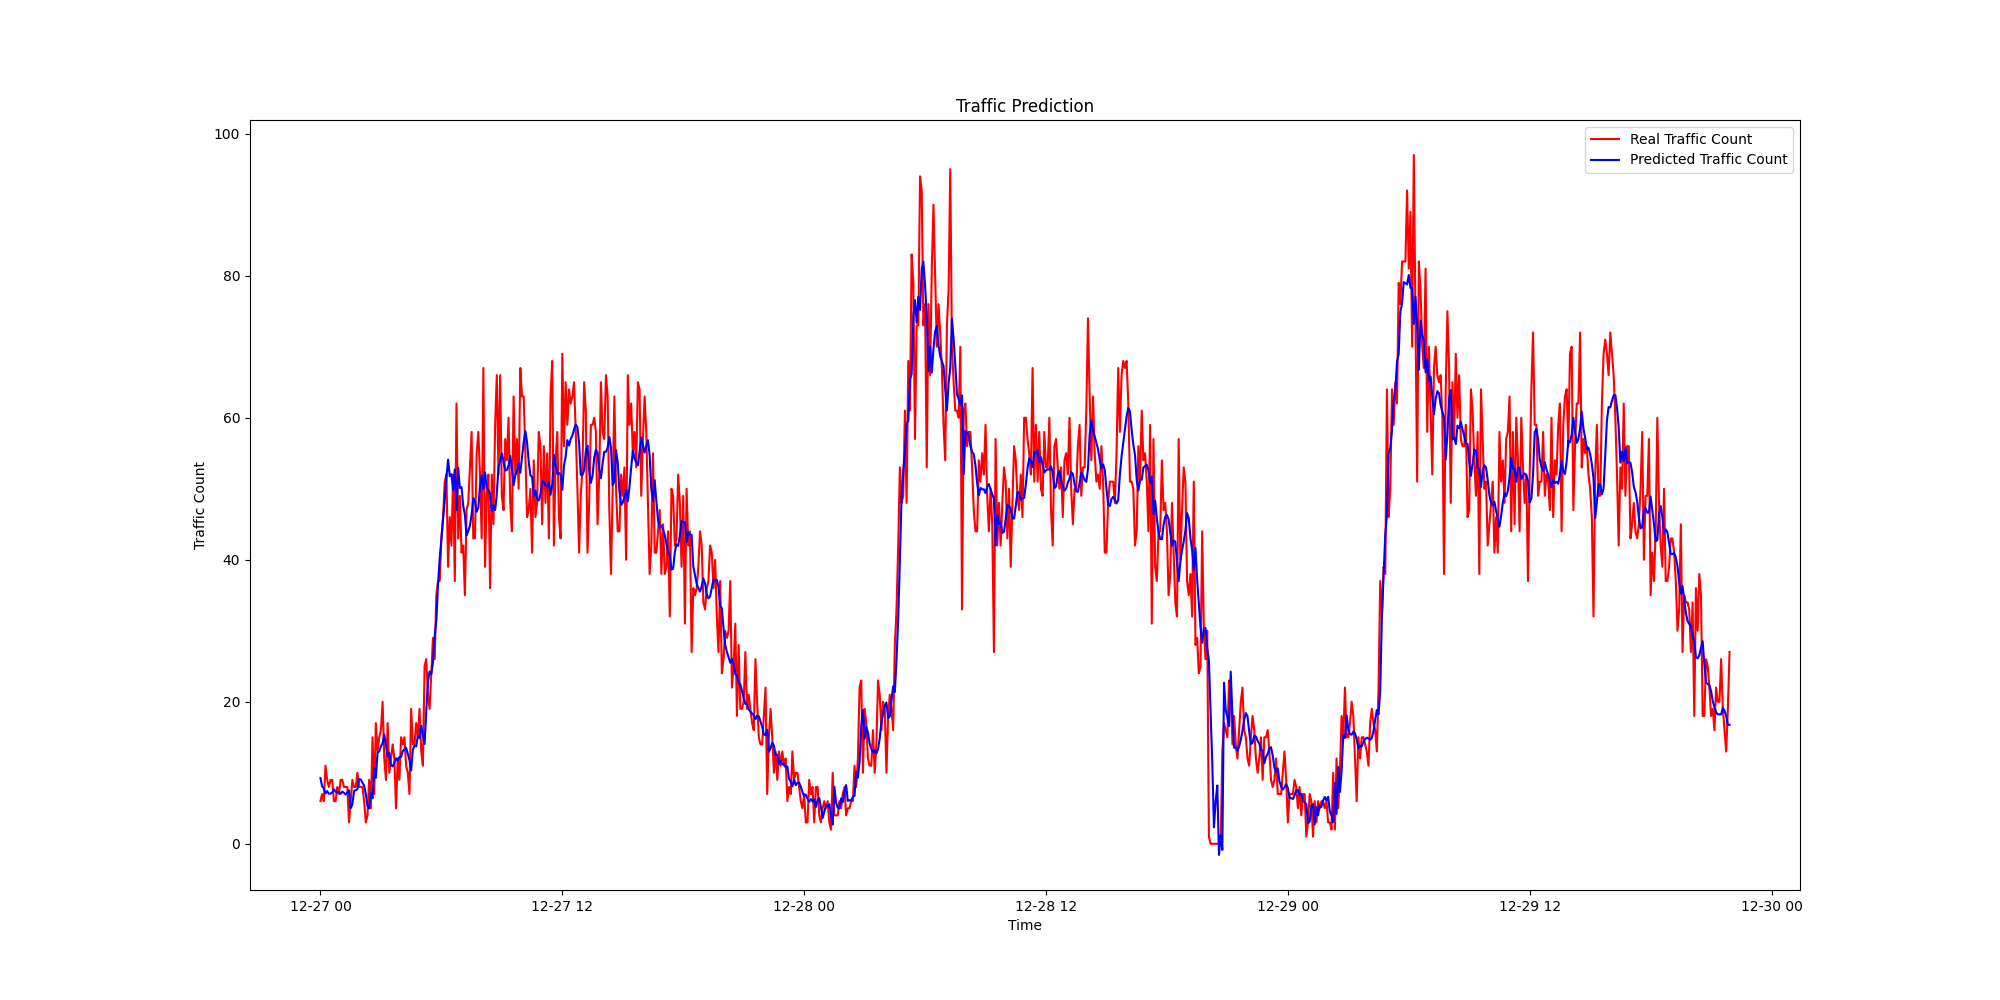 Traffic Prediction
Real Traffic Count
Predicted Traffic Count
Traffic Count
100
80
60
40
20
0
12-27 00
12-27 12
12-28 00
12-28 12
12-29 00
12-29 12
12-30 00
Time